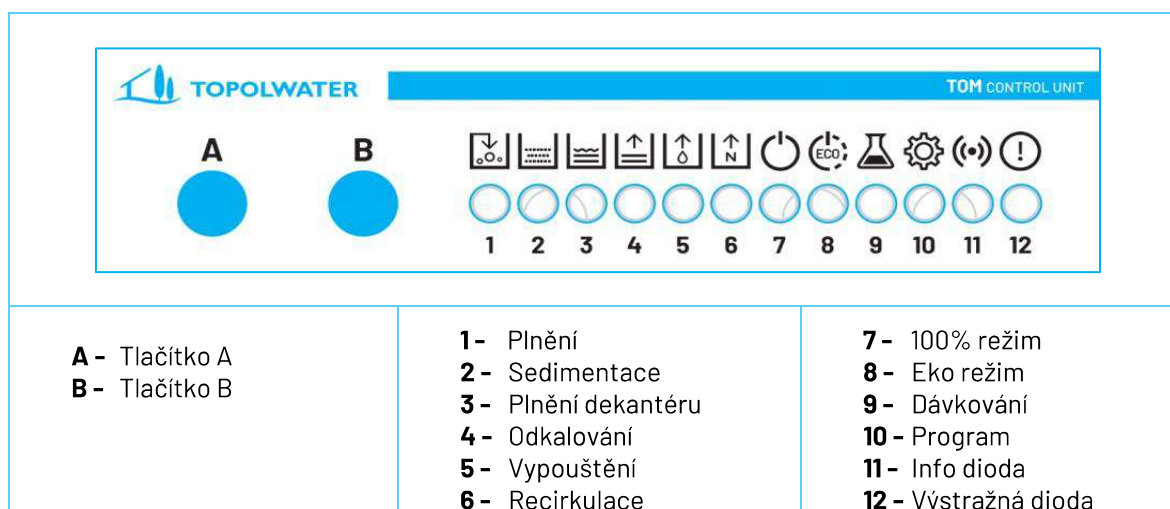 TOPOLWATER
TOM CONTROL UNIT
A B
N ECO
1 2 3 4 5 6 7 8 9 10 11 12
A - Tlačítko A
B - Tlačítko B
1 - Plnění
2 - Sedimentace
3 - Plnění dekantéru
4 - Odkalování
5 - Vypouštění
6 - Recirkulace
7 - 100% režim
8 - Eko režim
9 - Dávkování
10 - Program
11 - Info dioda
12 - Výstražná dioda